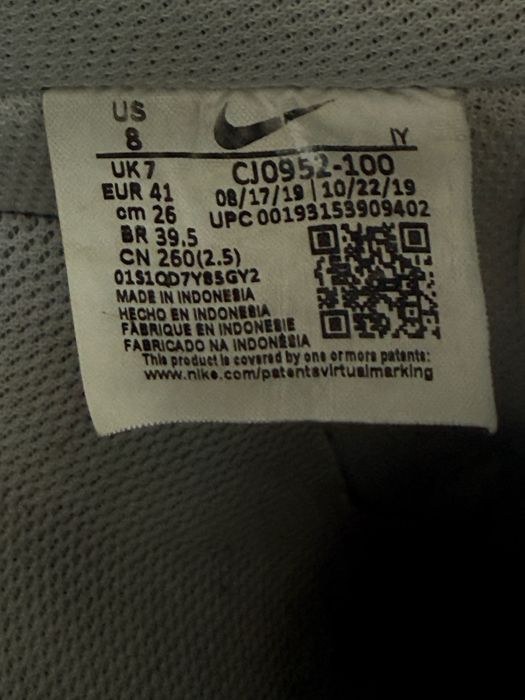 US
8
IY
UK 7
CJ0952-100
EUR 41
08/17/19 | 10/22/19
cm 26
UPC 00193153909402
BR 39.5
CN 260(2.5)
01S1QD7Y85GY2
MADE IN INDONESIA
HECHO EN INDONESIA
FABRIQUE EN INDONESIE
FABRICADO NA INDONÉSIA
This product is covered by one or more patents:
www.nike.com/patentsvirtualmarking